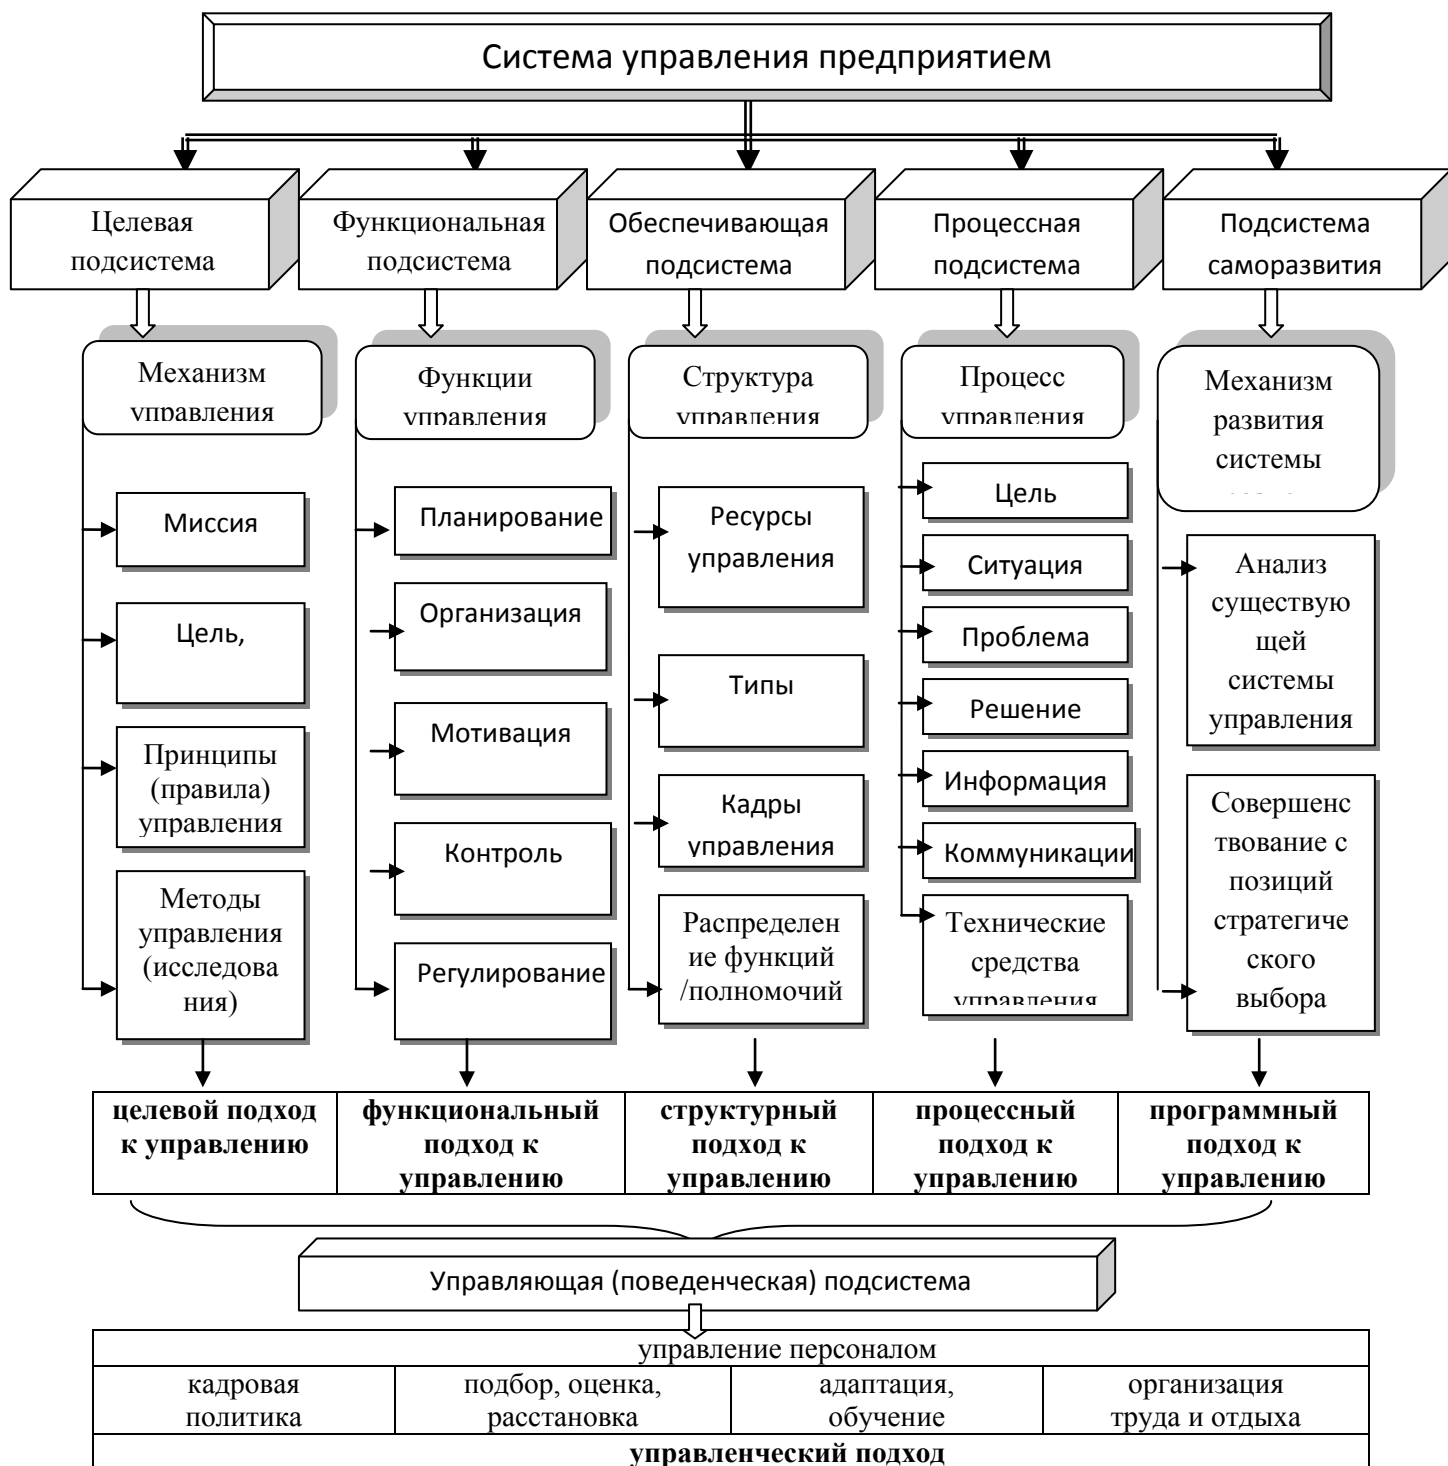 Система управления предприятием
Целевая
подсистема
Функциональная
подсистема
Обеспечивающая
подсистема
Процессная
подсистема
Подсистема
саморазвития
Механизм
управления
Функции
управления
Структура
управления
Процесс
управления
Механизм
развития
системы
Миссия
Цель,
Принципы
(правила)
управления
Методы
управления
(исследова
ния)
Планирование
Организация
Мотивация
Контроль
Регулирование
Ресурсы
управления
Типы
Кадры
управления
Распределен
ие функций
/полномочий
Цель
Ситуация
Проблема
Решение
Информация
Коммуникации
Технические
средства
управления
Анализ
существую
щей
системы
управления
Совершенс
твование с
позиций
стратегиче
ского
выбора
целевой подход
к управлению
функциональный
подход к
управлению
структурный
подход к
управлению
процессный
подход к
управлению
программный
подход к
управлению
Управляющая (поведенческая) подсистема
управление персоналом
кадровая
политика
подбор, оценка,
расстановка
адаптация,
обучение
организация
труда и отдыха
управленческий подход